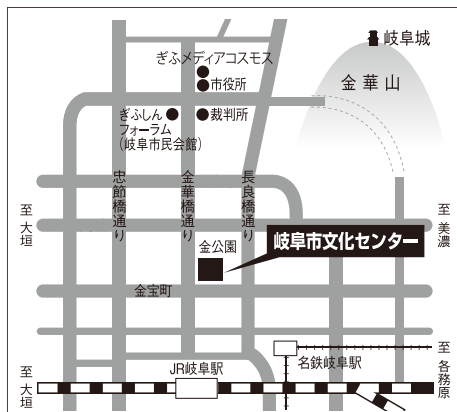 岐阜城
ぎふメディアコスモス
金華山
市役所
ぎふしん
フォーラム
(岐阜市民会館)
裁判所
忠節橋通り
金華橋通り
長良橋通り
至大垣
至美濃
金公園
岐阜市文化センター
金宝町
名鉄岐阜駅
至各務原
JR岐阜駅
至大垣